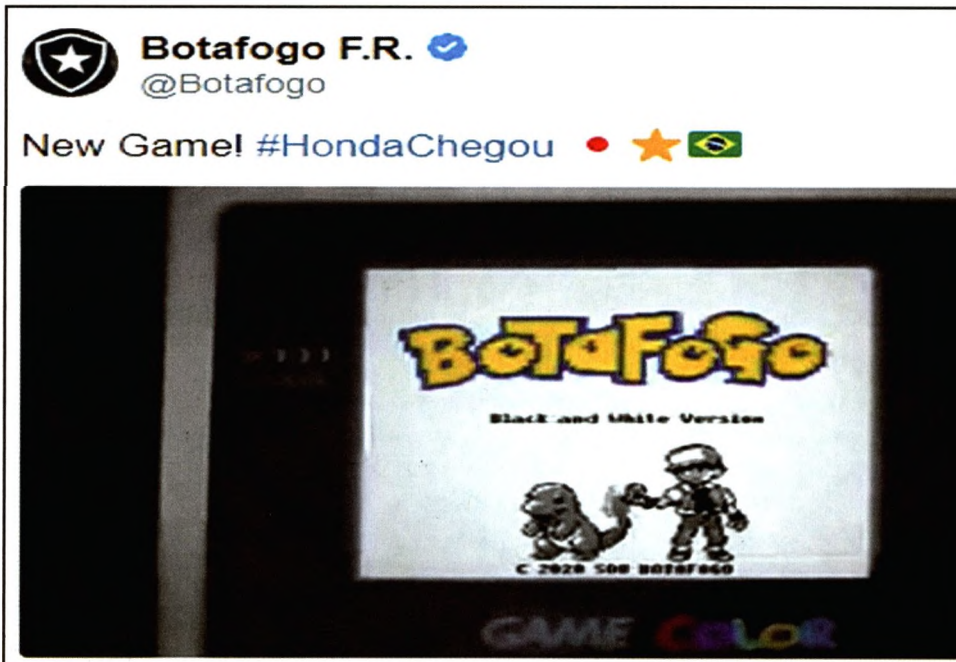 Botafogo F.R.
@Botafogo
New Game! #HondaChegou
BoTaFoGo
Black and White Version
© 2020 SOU BOTAFOGO
GAME COLOR